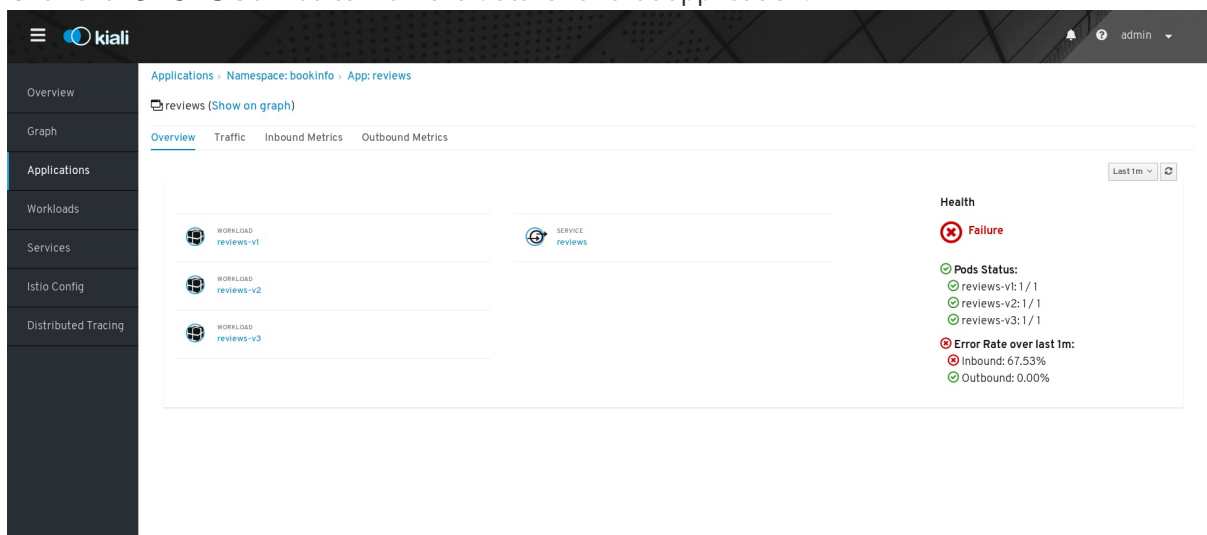 kiali
admin
Overview
Graph
Applications
Workloads
Services
Istio Config
Distributed Tracing
Applications › Namespace: bookinfo › App: reviews
reviews (Show on graph)
Overview Traffic Inbound Metrics Outbound Metrics
Last 1m
WORKLOAD
reviews-v1
WORKLOAD
reviews-v2
WORKLOAD
reviews-v3
SERVICE
reviews
Health
Failure
Pods Status:
reviews-v1: 1 / 1
reviews-v2: 1 / 1
reviews-v3: 1 / 1
Error Rate over last 1m:
Inbound: 67.53%
Outbound: 0.00%